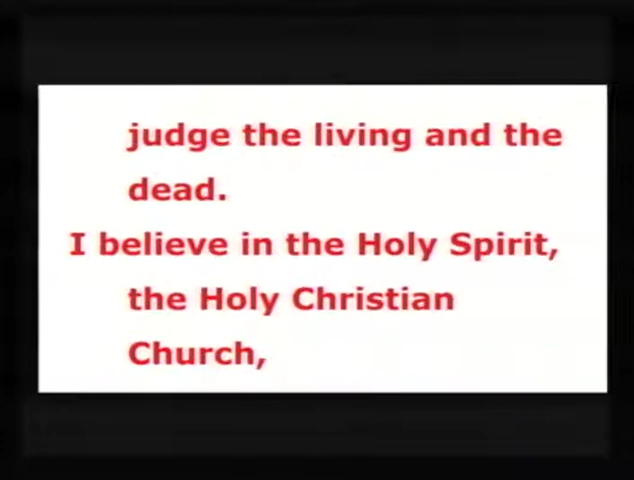 judge the living and the
dead.
I believe in the Holy Spirit,
the Holy Christian
Church,